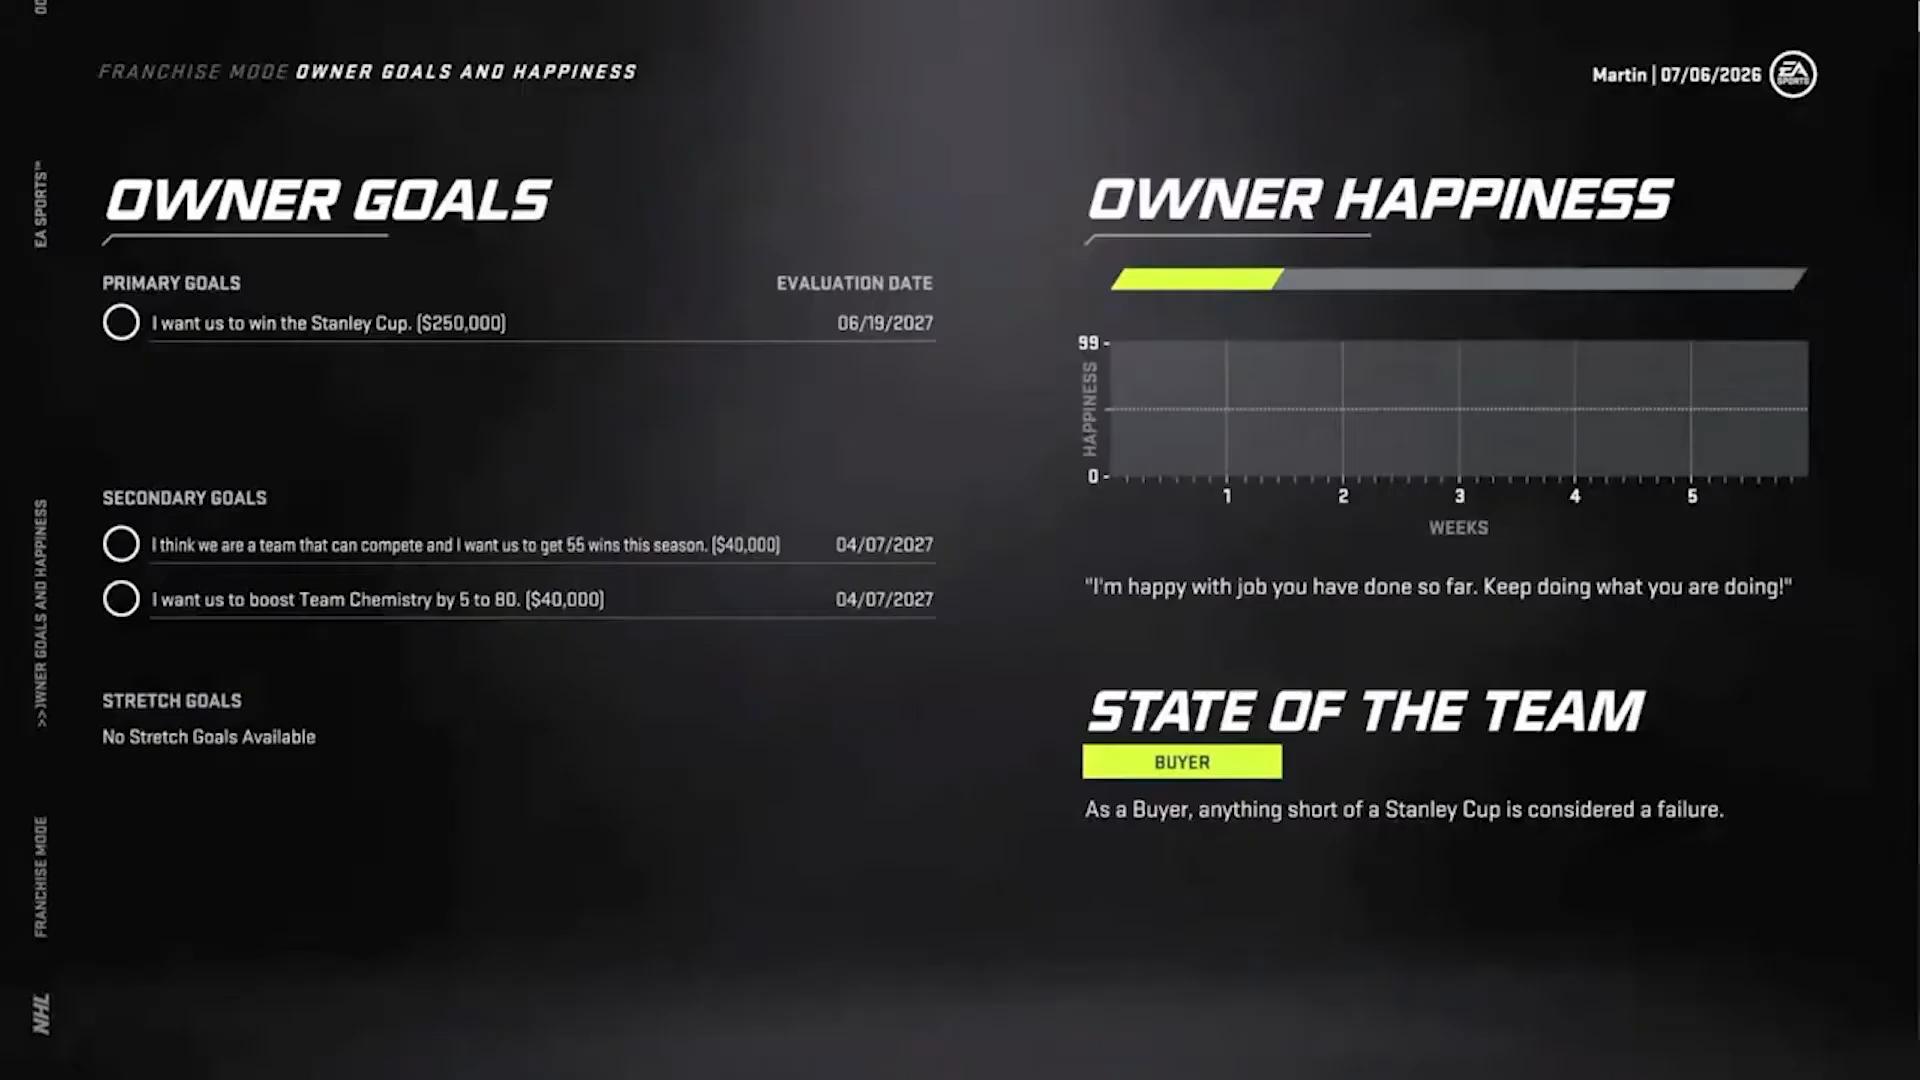 FRANCHISE MODE OWNER GOALS AND HAPPINESS
Martin | 07/06/2026
EA SPORTS
OWNER GOALS
PRIMARY GOALS
EVALUATION DATE
I want us to win the Stanley Cup. ($250,000)
06/19/2027
SECONDARY GOALS
I think we are a team that can compete and I want us to get 55 wins this season. ($40,000)
04/07/2027
I want us to boost Team Chemistry by 5 to 80. ($40,000)
04/07/2027
STRETCH GOALS
No Stretch Goals Available
OWNER HAPPINESS
99
HAPPINESS
0
1 2 3 4 5
WEEKS
"I'm happy with job you have done so far. Keep doing what you are doing!"
STATE OF THE TEAM
BUYER
As a Buyer, anything short of a Stanley Cup is considered a failure.
EA SPORTS™
>>WNER GOALS AND HAPPINESS
FRANCHISE MODE
NHL